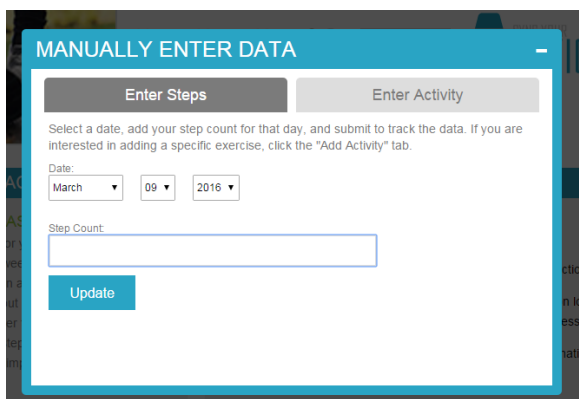 MANUALLY ENTER DATA
Enter Steps
Enter Activity
Select a date, add your step count for that day, and submit to track the data. If you are
interested in adding a specific exercise, click the "Add Activity" tab.
Date:
March 09 2016
Step Count:
Update